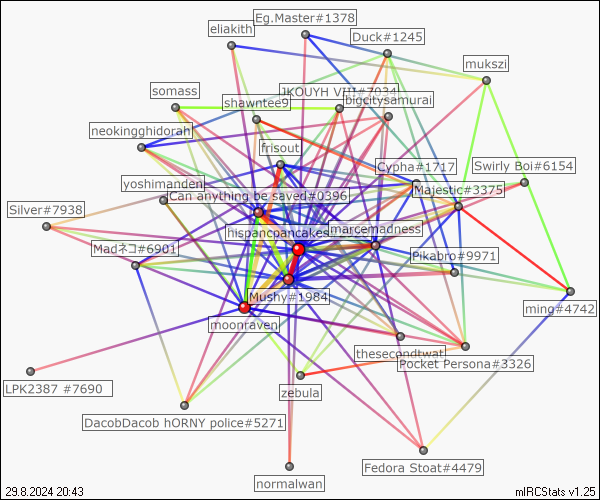 Eg.Master#1378
eliakith
Duck#1245
mukszi
somass
JKOUYH VIII#7034
shawntee9
bigcitysamurai
neokingghidorah
frisout
Cypha#1717
Swirly Boi#6154
yoshimanden
Can anything be saved#0396
Majestic#3375
Silver#7938
hispancpancakes
marcemadness
Madネコ#6901
Pikabro#9971
Mushy#1984
ming#4742
moonraven
thesecondtwat
Pocket Persona#3326
LPK2387 #7690
zebula
DacobDacob hORNY police#5271
Fedora Stoat#4479
normalwan
29.8.2024 20:43
mIRCStats v1.25